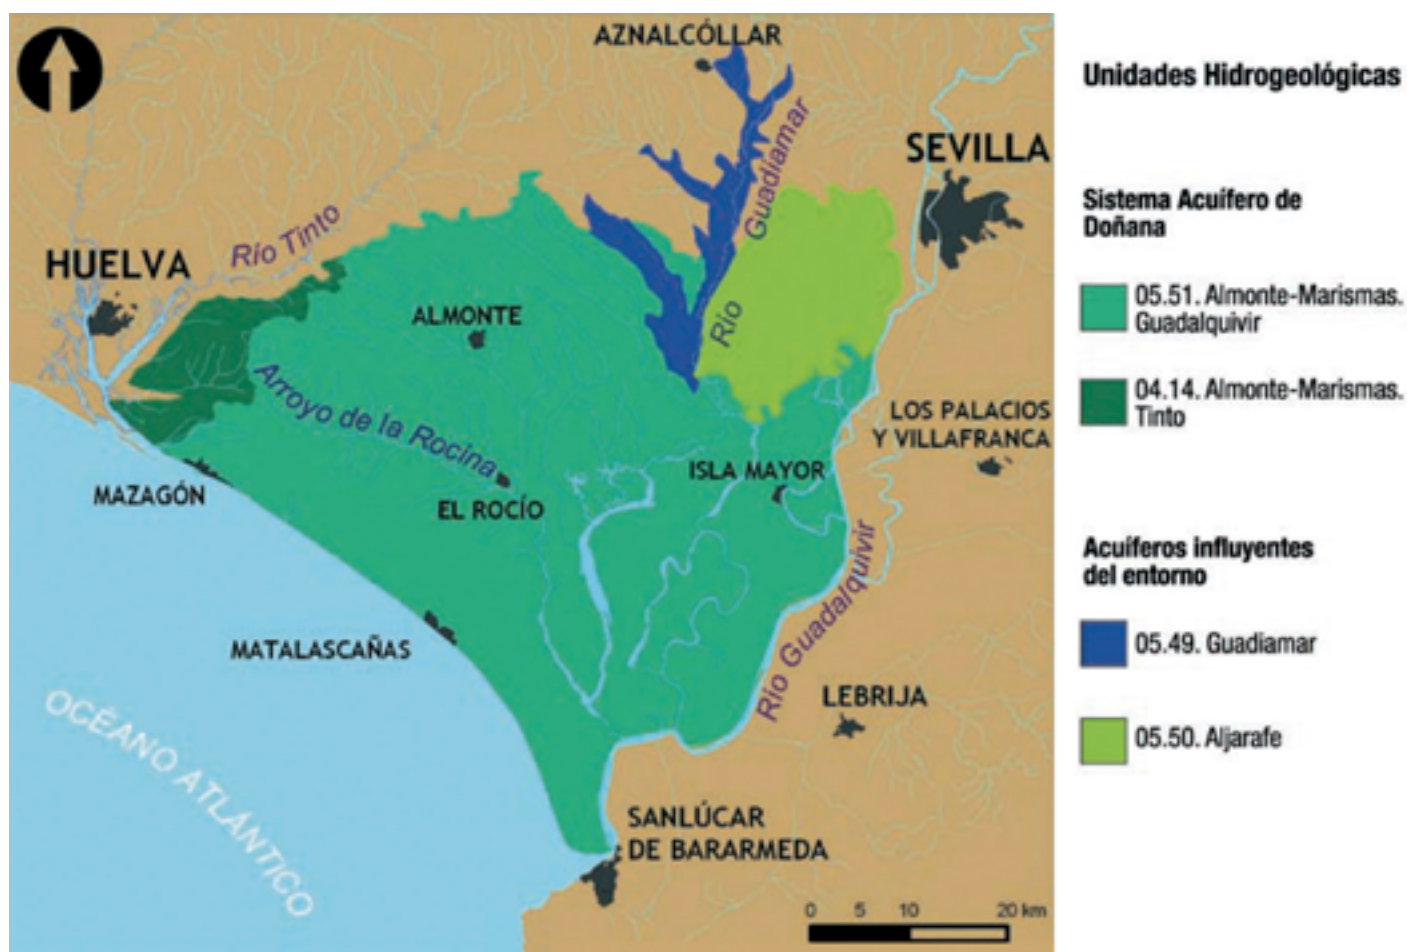 AZNALCÓLLAR
SEVILLA
Río Guadiamar
Río Tinto
HUELVA
ALMONTE
Arroyo de la Rocina
LOS PALACIOS
Y VILLAFRANCA
ISLA MAYOR
MAZAGÓN
EL ROCÍO
Río Guadalquivir
MATALASCAÑAS
LEBRIJA
OCÉANO ATLÁNTICO
SANLÚCAR
DE BARARMEDA
0 5 10 20 km
Unidades Hidrogeológicas
Sistema Acuífero de
Doñana
05.51. Almonte-Marismas.
Guadalquivir
04.14. Almonte-Marismas.
Tinto
Acuíferos influyentes
del entorno
05.49. Guadiamar
05.50. Aljarafe